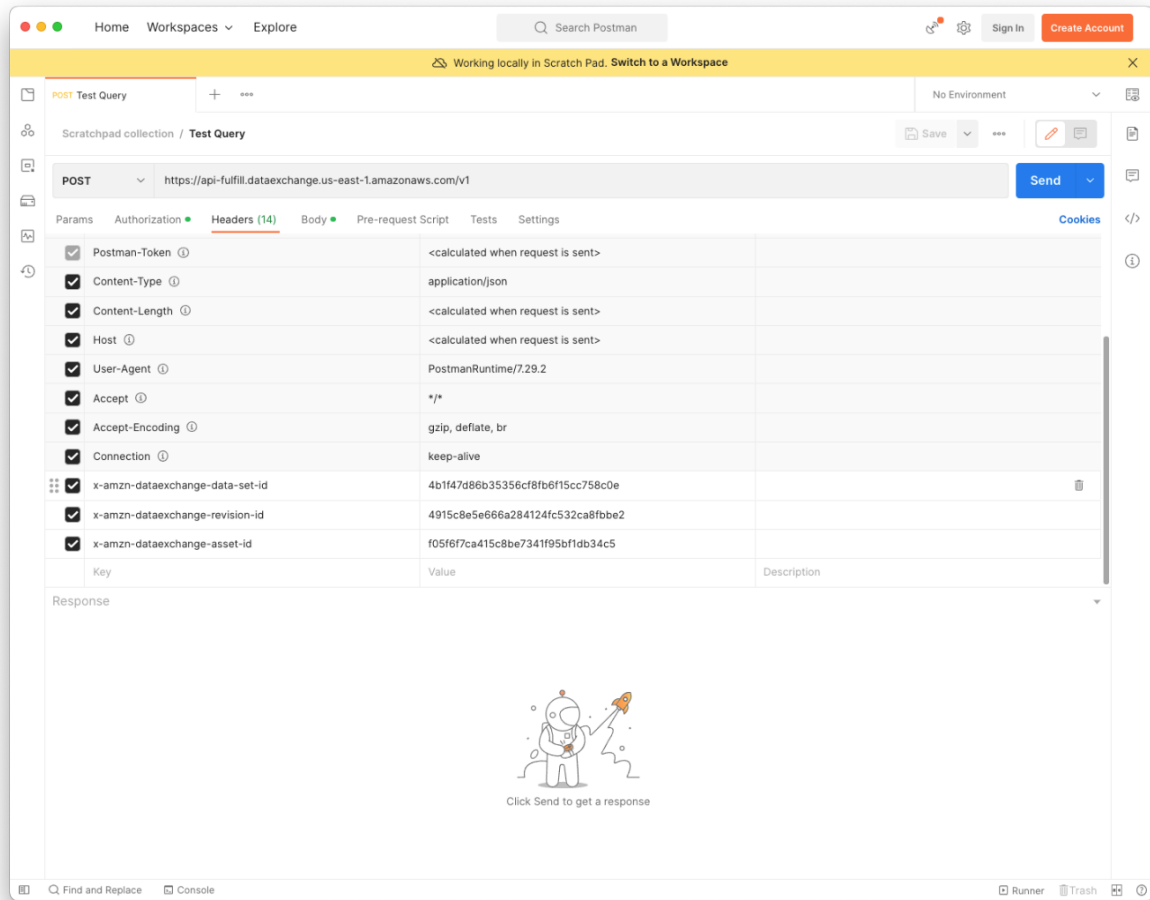 Home Workspaces Explore Search Postman Sign In Create Account
Working locally in Scratch Pad. Switch to a Workspace
POST Test Query No Environment
Scratchpad collection / Test Query Save
POST https://api-fulfill.dataexchange.us-east-1.amazonaws.com/v1 Send
Params Authorization Headers (14) Body Pre-request Script Tests Settings Cookies
Postman-Token <calculated when request is sent>
Content-Type application/json
Content-Length <calculated when request is sent>
Host <calculated when request is sent>
User-Agent PostmanRuntime/7.29.2
Accept */*
Accept-Encoding gzip, deflate, br
Connection keep-alive
x-amzn-dataexchange-data-set-id 4b1f47d86b35356cf8fb6f15cc758c0e
x-amzn-dataexchange-revision-id 4915c8e5e666a284124fc532ca8fbbe2
x-amzn-dataexchange-asset-id f05f6f7ca415c8be7341f95bf1db34c5
Key Value Description
Response
Click Send to get a response
Find and Replace Console Runner Trash